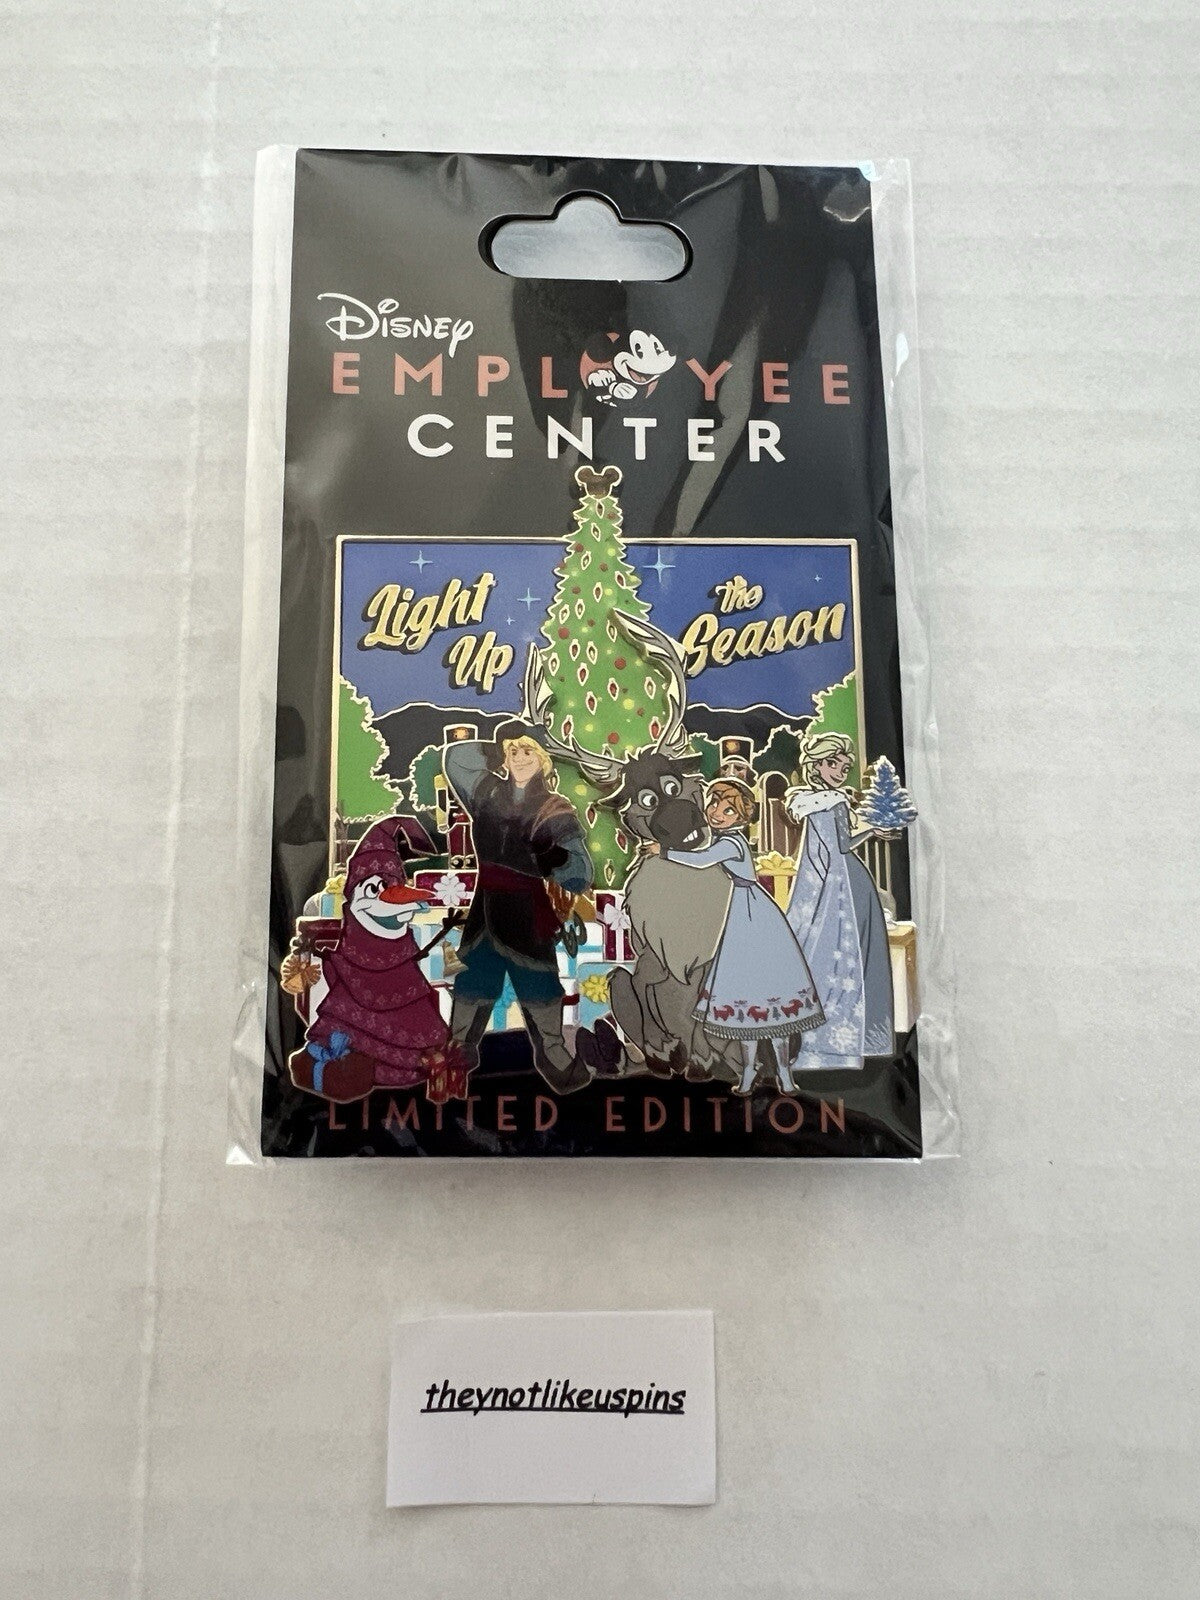 Disney
EMPLOYEE
CENTER
Light Up
The Season
LIMITED EDITION
theynotlikeuspins